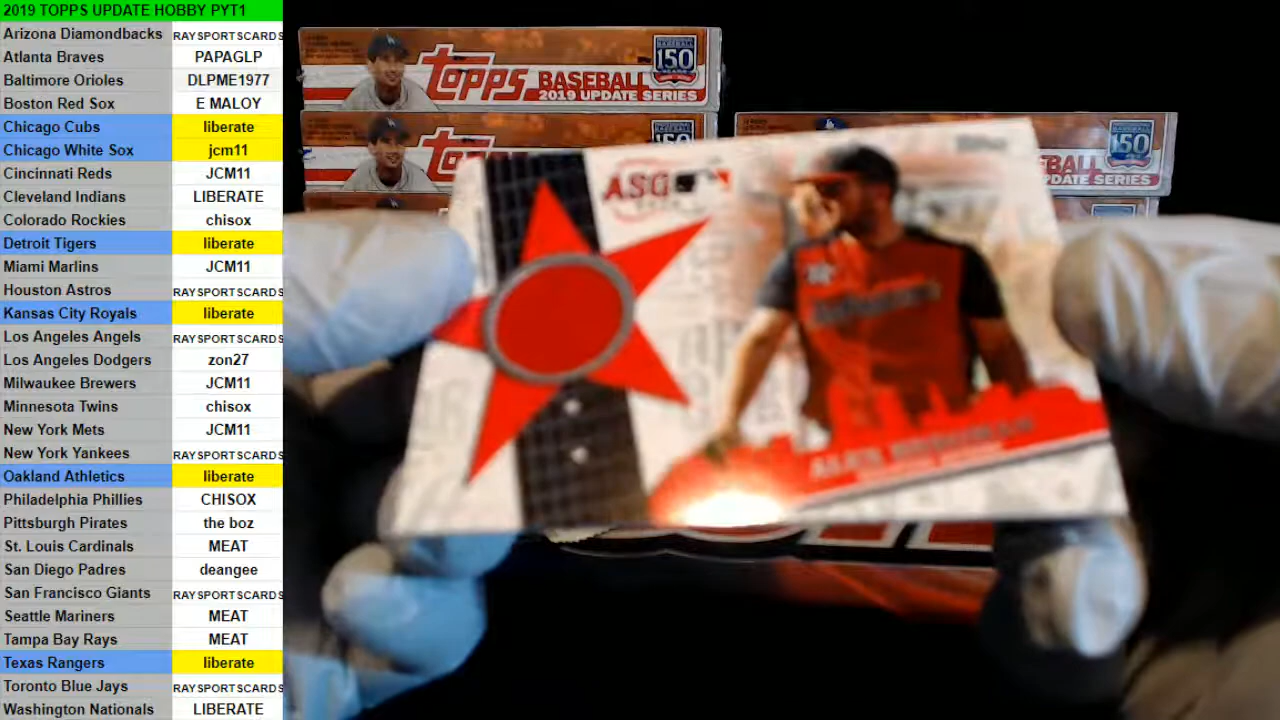 2019 TOPPS UPDATE HOBBY PYT1
Arizona Diamondbacks RAYSPORTSCARDS
Atlanta Braves PAPAGLP
Baltimore Orioles DLPME1977
Boston Red Sox E MALOY
Chicago Cubs liberate
Chicago White Sox jcm11
Cincinnati Reds JCM11
Cleveland Indians LIBERATE
Colorado Rockies chisox
Detroit Tigers liberate
Miami Marlins JCM11
Houston Astros RAYSPORTSCARDS
Kansas City Royals liberate
Los Angeles Angels RAYSPORTSCARDS
Los Angeles Dodgers zon27
Milwaukee Brewers JCM11
Minnesota Twins chisox
New York Mets JCM11
New York Yankees RAYSPORTSCARDS
Oakland Athletics liberate
Philadelphia Phillies CHISOX
Pittsburgh Pirates the boz
St. Louis Cardinals MEAT
San Diego Padres deangee
San Francisco Giants RAYSPORTSCARDS
Seattle Mariners MEAT
Tampa Bay Rays MEAT
Texas Rangers liberate
Toronto Blue Jays RAYSPORTSCARDS
Washington Nationals LIBERATE
topps BASEBALL 150
2019 UPDATE SERIES
150
BALL 150
UPDATE SERIES
ASG